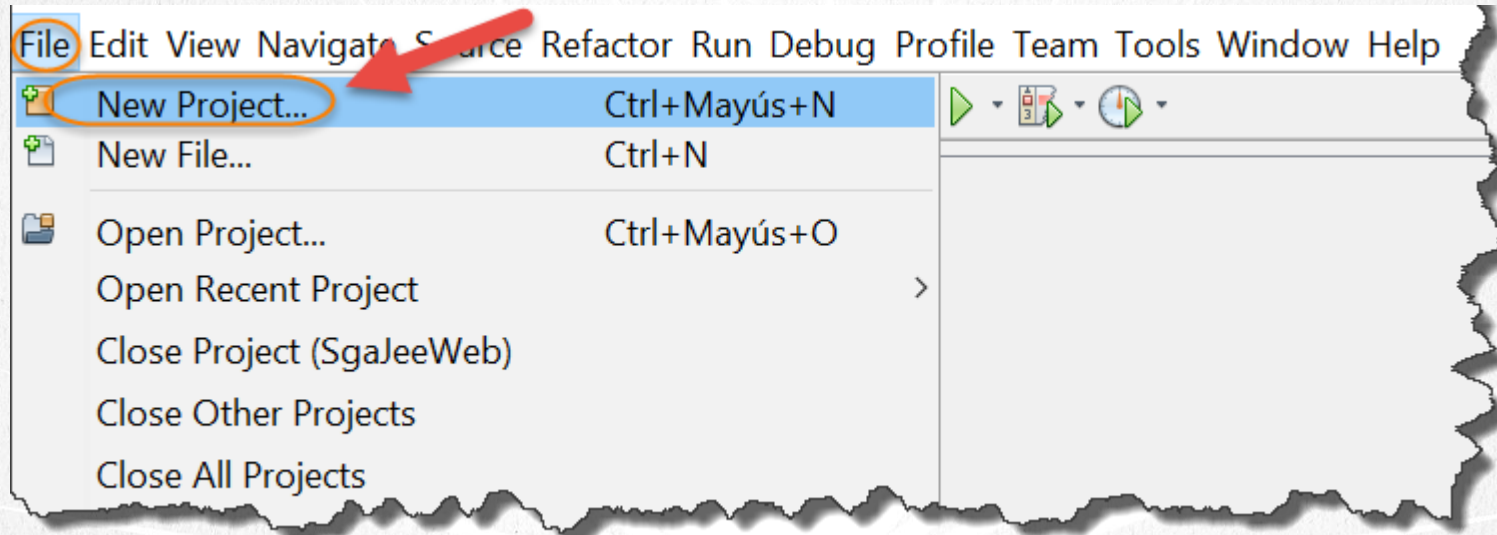 File Edit View Navigate Source Refactor Run Debug Profile Team Tools Window Help
New Project... Ctrl+Mayús+N
New File... Ctrl+N
Open Project... Ctrl+Mayús+O
Open Recent Project >
Close Project (SgaJeeWeb)
Close Other Projects
Close All Projects